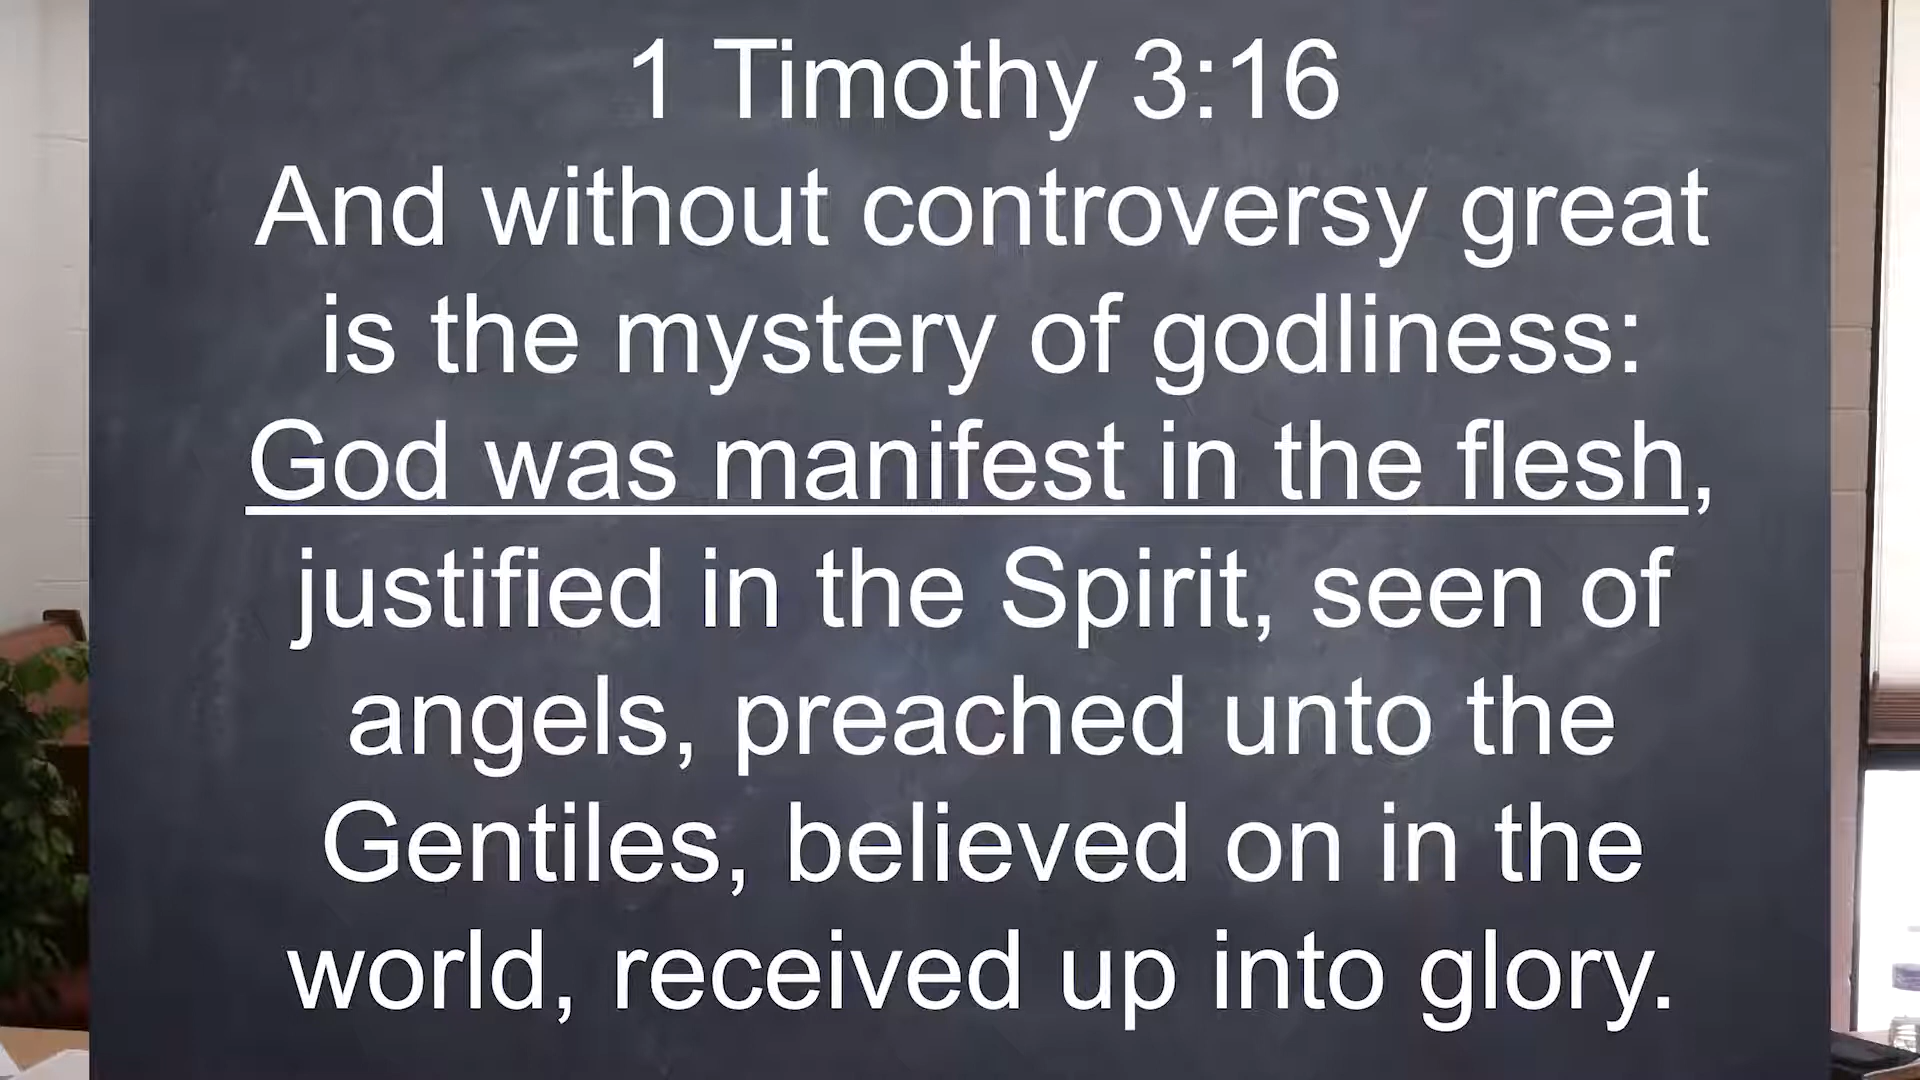 1 Timothy 3:16
And without controversy great
is the mystery of godliness:
God was manifest in the flesh,
justified in the Spirit, seen of
angels, preached unto the
Gentiles, believed on in the
world, received up into glory.